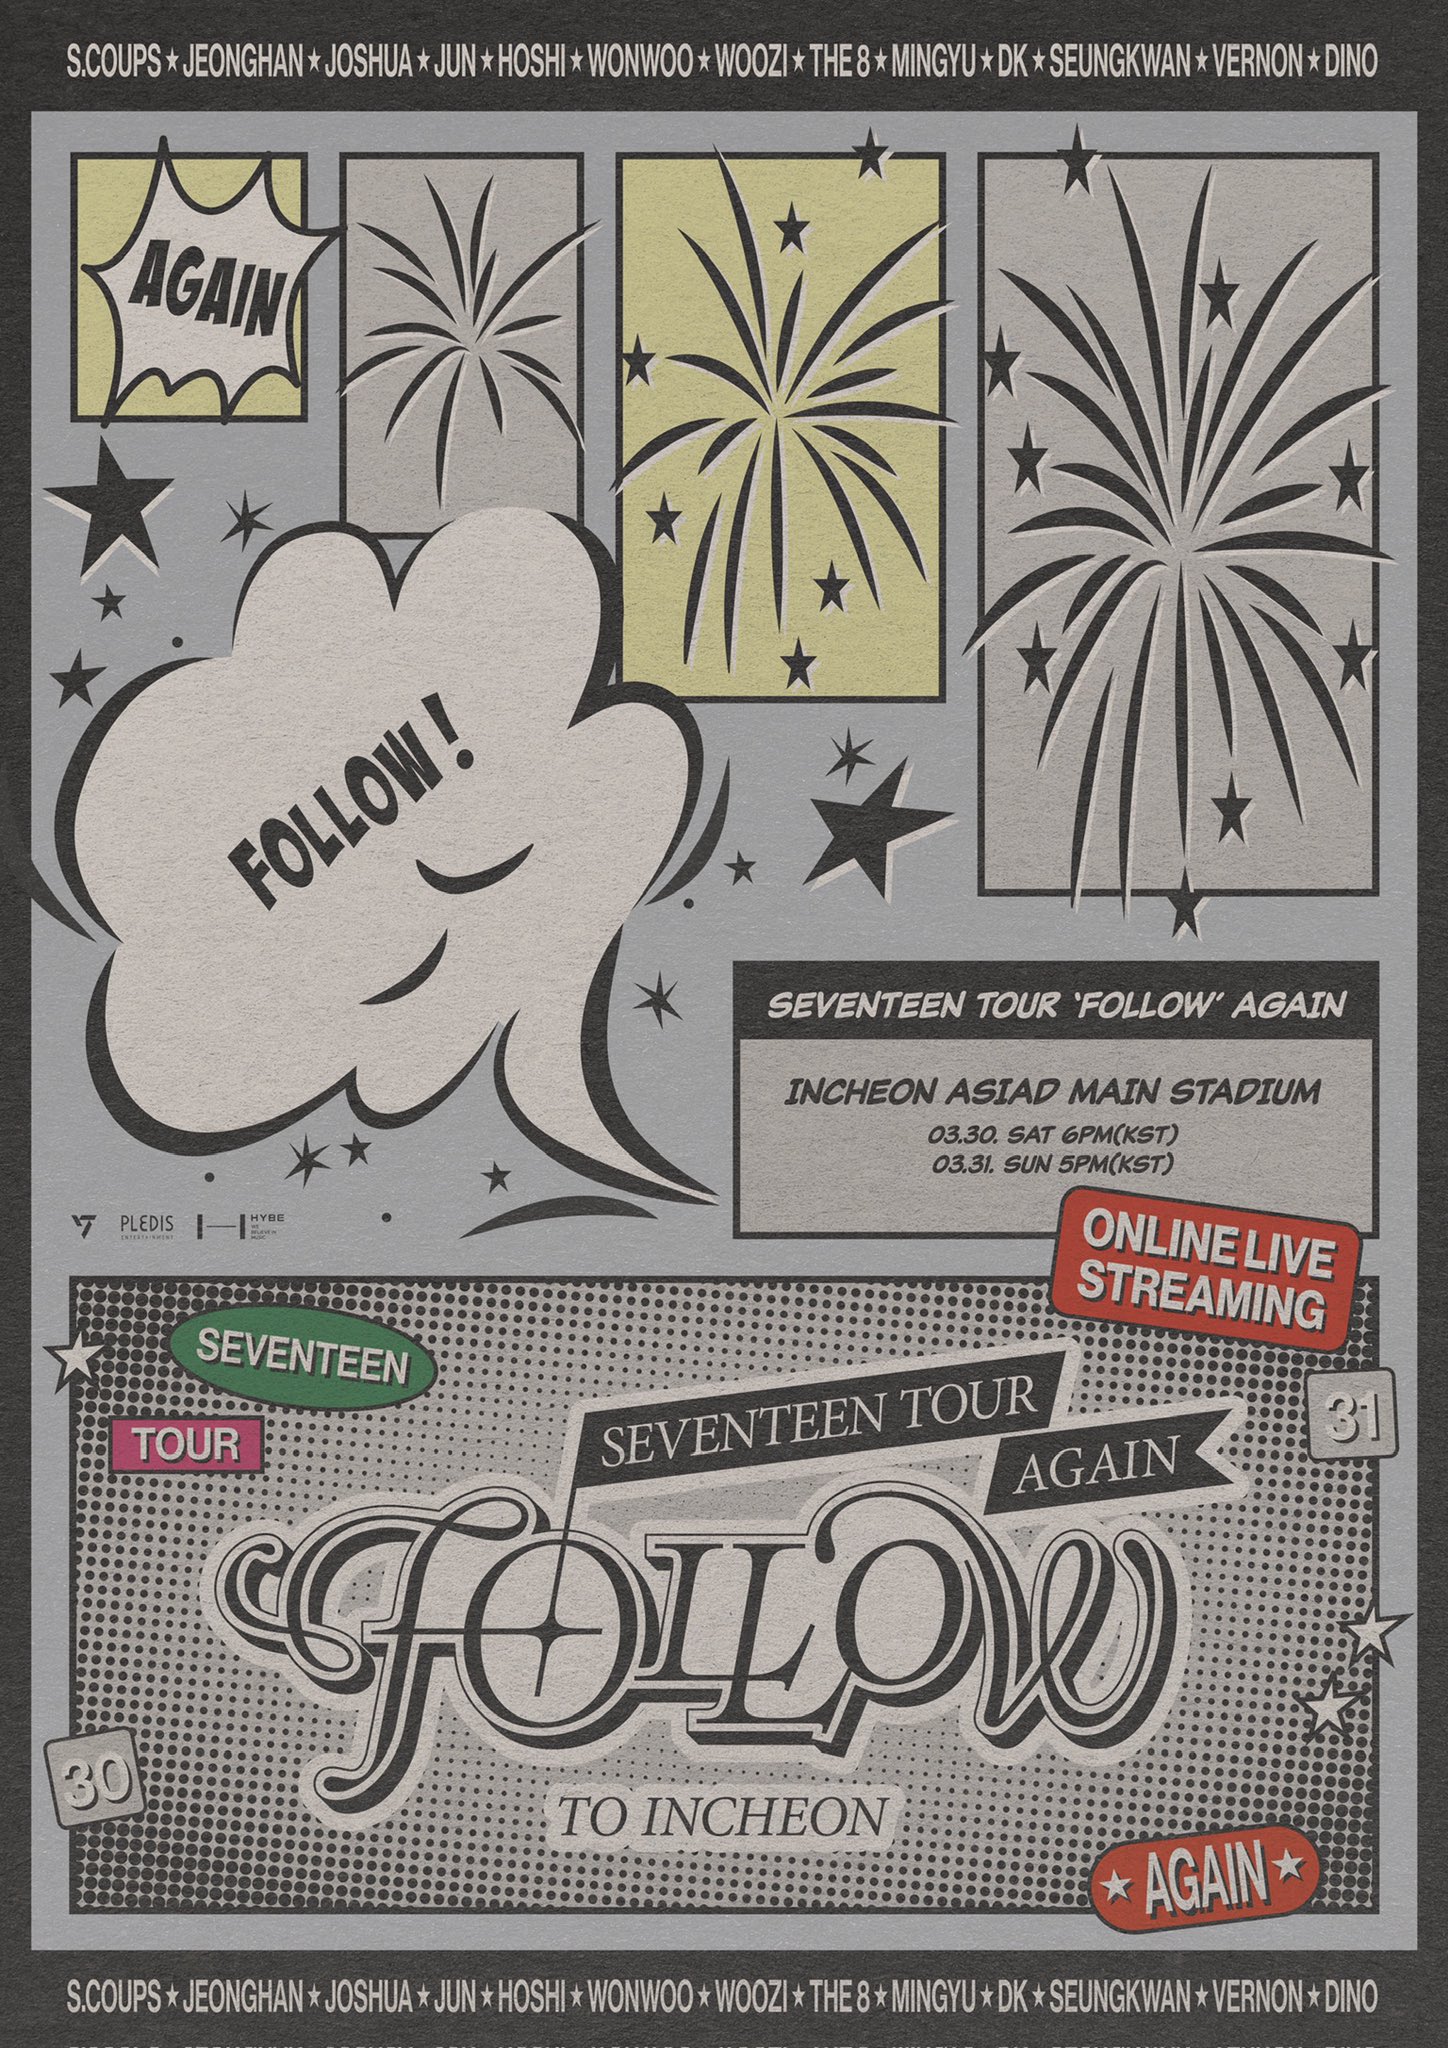 S.COUPS★JEONGHAN★JOSHUA★JUN★HOSHI★WONWOO★WOOZI★THE 8★MINGYU★DK★SEUNGKWAN★VERNON★DINO
AGAIN
FOLLOW!
SEVENTEEN TOUR 'FOLLOW' AGAIN
INCHEON ASIAD MAIN STADIUM
03.30. SAT 6PM(KST)
03.31. SUN 5PM(KST)
PLEDIS
ENTERTAINMENT
HYBE
WE
BELIEVE IN
MUSIC
ONLINE LIVE
STREAMING
SEVENTEEN
TOUR
31
SEVENTEEN TOUR
AGAIN
FOLLOW
30
TO INCHEON
★AGAIN★
S.COUPS★JEONGHAN★JOSHUA★JUN★HOSHI★WONWOO★WOOZI★THE 8★MINGYU★DK★SEUNGKWAN★VERNON★DINO